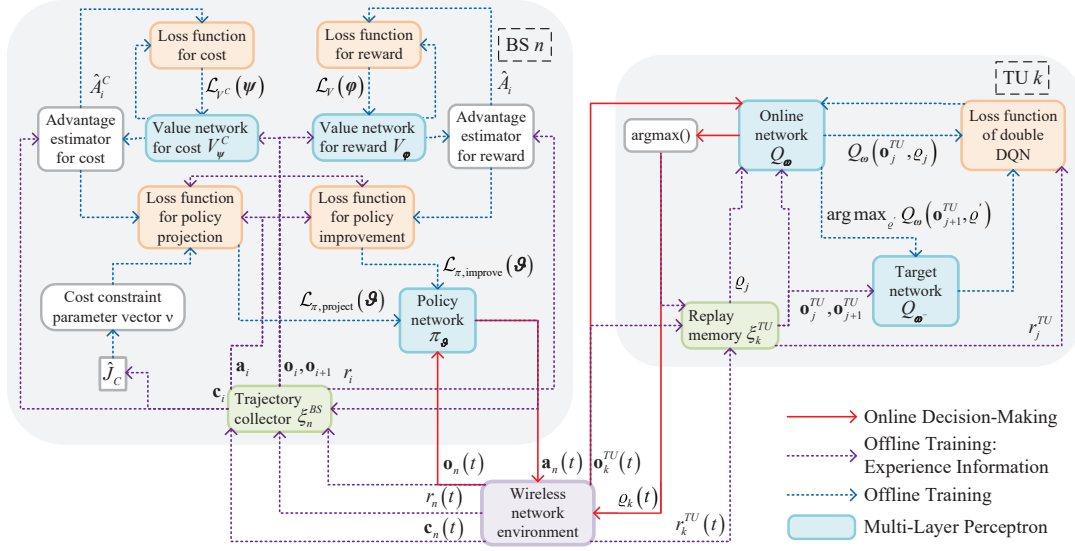 BS n
Loss function
for cost
Loss function
for reward
Â_i^C
ℒ_{V^C}(ψ)
ℒ_V(φ)
Â_i
Advantage
estimator
for cost
Value network
for cost V_ψ^C
Value network
for reward V_φ
Advantage
estimator
for reward
Loss function
for policy
projection
Loss function
for policy
improvement
ℒ_{π,improve}(ϑ)
Cost constraint
parameter vector ν
ℒ_{π,project}(ϑ)
Policy
network
π_ϑ
Ĵ_C
c_i
a_i
o_i, o_{i+1}
r_i
Trajectory
collector ξ_n^{BS}
TU k
argmax()
Online
network
Q_ω
Loss function
of double
DQN
Q_ω(o_j^{TU}, ϱ_j)
arg max_{ϱ'} Q_ω(o_{j+1}^{TU}, ϱ')
Target
network
Q_{ω⁻}
ϱ_j
Replay
memory ξ_k^{TU}
o_j^{TU}, o_{j+1}^{TU}
r_j^{TU}
o_n(t)
a_n(t)
o_k^{TU}(t)
r_n(t)
c_n(t)
Wireless
network
environment
ϱ_k(t)
r_k^{TU}(t)
Online Decision-Making
Offline Training:
Experience Information
Offline Training
Multi-Layer Perceptron